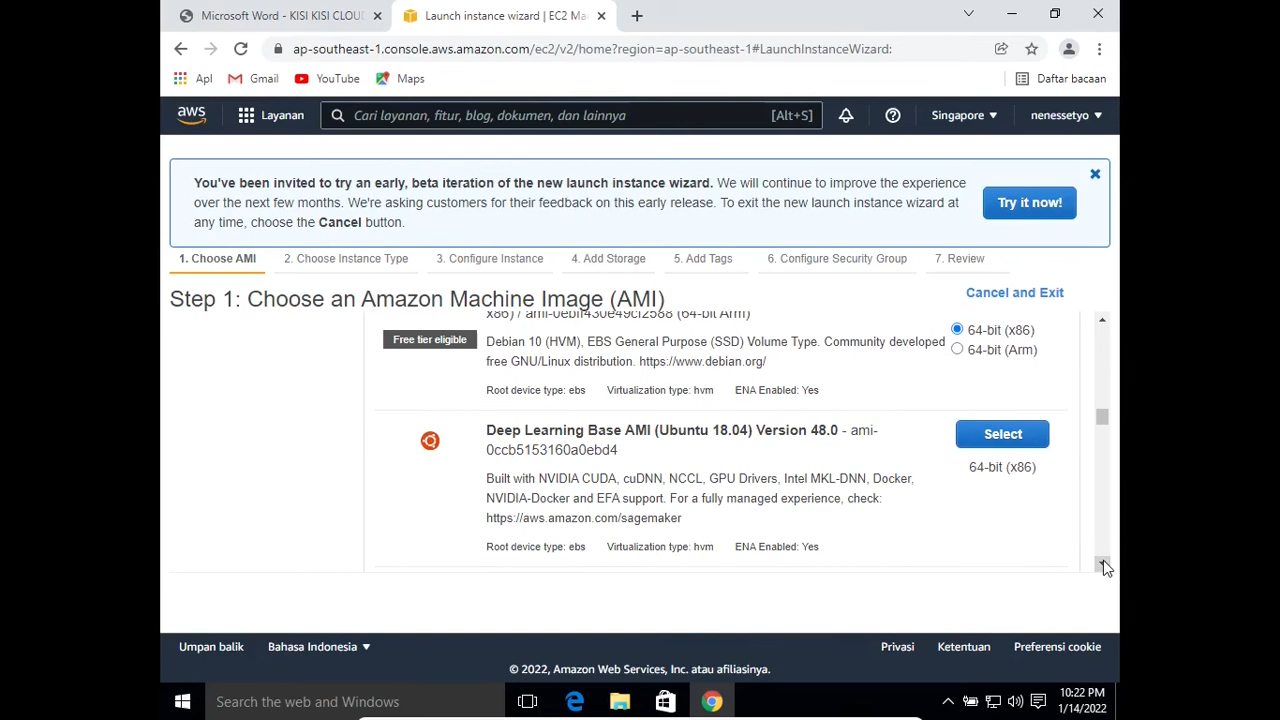 Microsoft Word - KISI KISI CLOUD
Launch instance wizard | EC2 Ma
ap-southeast-1.console.aws.amazon.com/ec2/v2/home?region=ap-southeast-1#LaunchInstanceWizard:
Apl Gmail YouTube Maps Daftar bacaan
aws Layanan Cari layanan, fitur, blog, dokumen, dan lainnya [Alt+S] Singapore nenessetyo
You've been invited to try an early, beta iteration of the new launch instance wizard. We will continue to improve the experience
over the next few months. We're asking customers for their feedback on this early release. To exit the new launch instance wizard at
any time, choose the Cancel button.
Try it now!
1. Choose AMI 2. Choose Instance Type 3. Configure Instance 4. Add Storage 5. Add Tags 6. Configure Security Group 7. Review
Step 1: Choose an Amazon Machine Image (AMI)
Cancel and Exit
Free tier eligible
Debian 10 (HVM), EBS General Purpose (SSD) Volume Type. Community developed
free GNU/Linux distribution. https://www.debian.org/
Root device type: ebs Virtualization type: hvm ENA Enabled: Yes
64-bit (x86)
64-bit (Arm)
Deep Learning Base AMI (Ubuntu 18.04) Version 48.0 - ami-
0ccb5153160a0ebd4
Built with NVIDIA CUDA, cuDNN, NCCL, GPU Drivers, Intel MKL-DNN, Docker,
NVIDIA-Docker and EFA support. For a fully managed experience, check:
https://aws.amazon.com/sagemaker
Root device type: ebs Virtualization type: hvm ENA Enabled: Yes
Select
64-bit (x86)
Umpan balik Bahasa Indonesia Privasi Ketentuan Preferensi cookie
© 2022, Amazon Web Services, Inc. atau afiliasinya.
Search the web and Windows
10:22 PM
1/14/2022